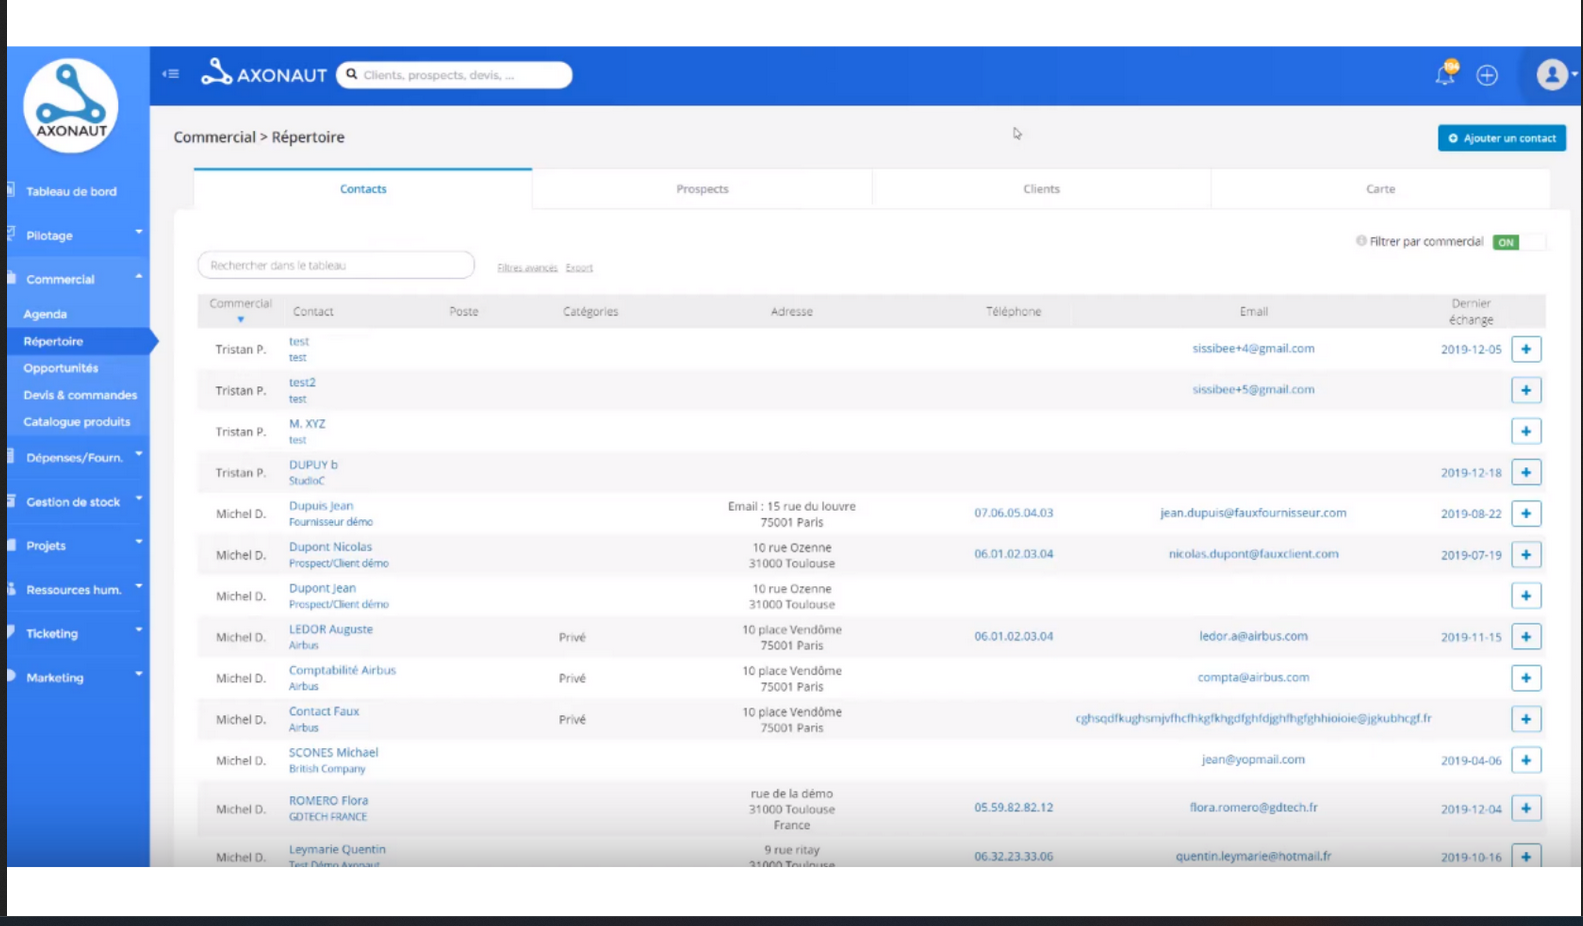 AXONAUT
AXONAUT
Clients, prospects, devis, ...
Commercial > Répertoire
Ajouter un contact
Tableau de bord
Pilotage
Commercial
Agenda
Répertoire
Opportunités
Devis & commandes
Catalogue produits
Dépenses/Fourn.
Gestion de stock
Projets
Ressources hum.
Ticketing
Marketing
Contacts Prospects Clients Carte
Filtrer par commercial ON
Rechercher dans le tableau Filtres avancés Export
Commercial Contact Poste Catégories Adresse Téléphone Email Dernier
échange
Tristan P. test sissibee+4@gmail.com 2019-12-05
test
Tristan P. test2 sissibee+5@gmail.com
test
Tristan P. M. XYZ
test
Tristan P. DUPUY b 2019-12-18
StudioC
Michel D. Dupuis Jean Email : 15 rue du louvre 07.06.05.04.03 jean.dupuis@fauxfournisseur.com 2019-08-22
Fournisseur démo 75001 Paris
Michel D. Dupont Nicolas 10 rue Ozenne 06.01.02.03.04 nicolas.dupont@fauxclient.com 2019-07-19
Prospect/Client démo 31000 Toulouse
Michel D. Dupont Jean 10 rue Ozenne
Prospect/Client démo 31000 Toulouse
Michel D. LEDOR Auguste Privé 10 place Vendôme 06.01.02.03.04 ledor.a@airbus.com 2019-11-15
Airbus 75001 Paris
Michel D. Comptabilité Airbus Privé 10 place Vendôme compta@airbus.com
Airbus 75001 Paris
Michel D. Contact Faux Privé 10 place Vendôme cghsqdfkughsmjvfhcfhkgfkhgdfghfdjghfhgfghhioioie@jgkubhcgf.fr
Airbus 75001 Paris
Michel D. SCONES Michael jean@yopmail.com 2019-04-06
British Company
Michel D. ROMERO Flora rue de la démo 05.59.82.82.12 flora.romero@gdtech.fr 2019-12-04
GDTECH FRANCE 31000 Toulouse
France
Michel D. Leymarie Quentin 9 rue ritay 06.32.23.33.06 quentin.leymarie@hotmail.fr 2019-10-16
Test Démo Axonaut 31000 Toulouse